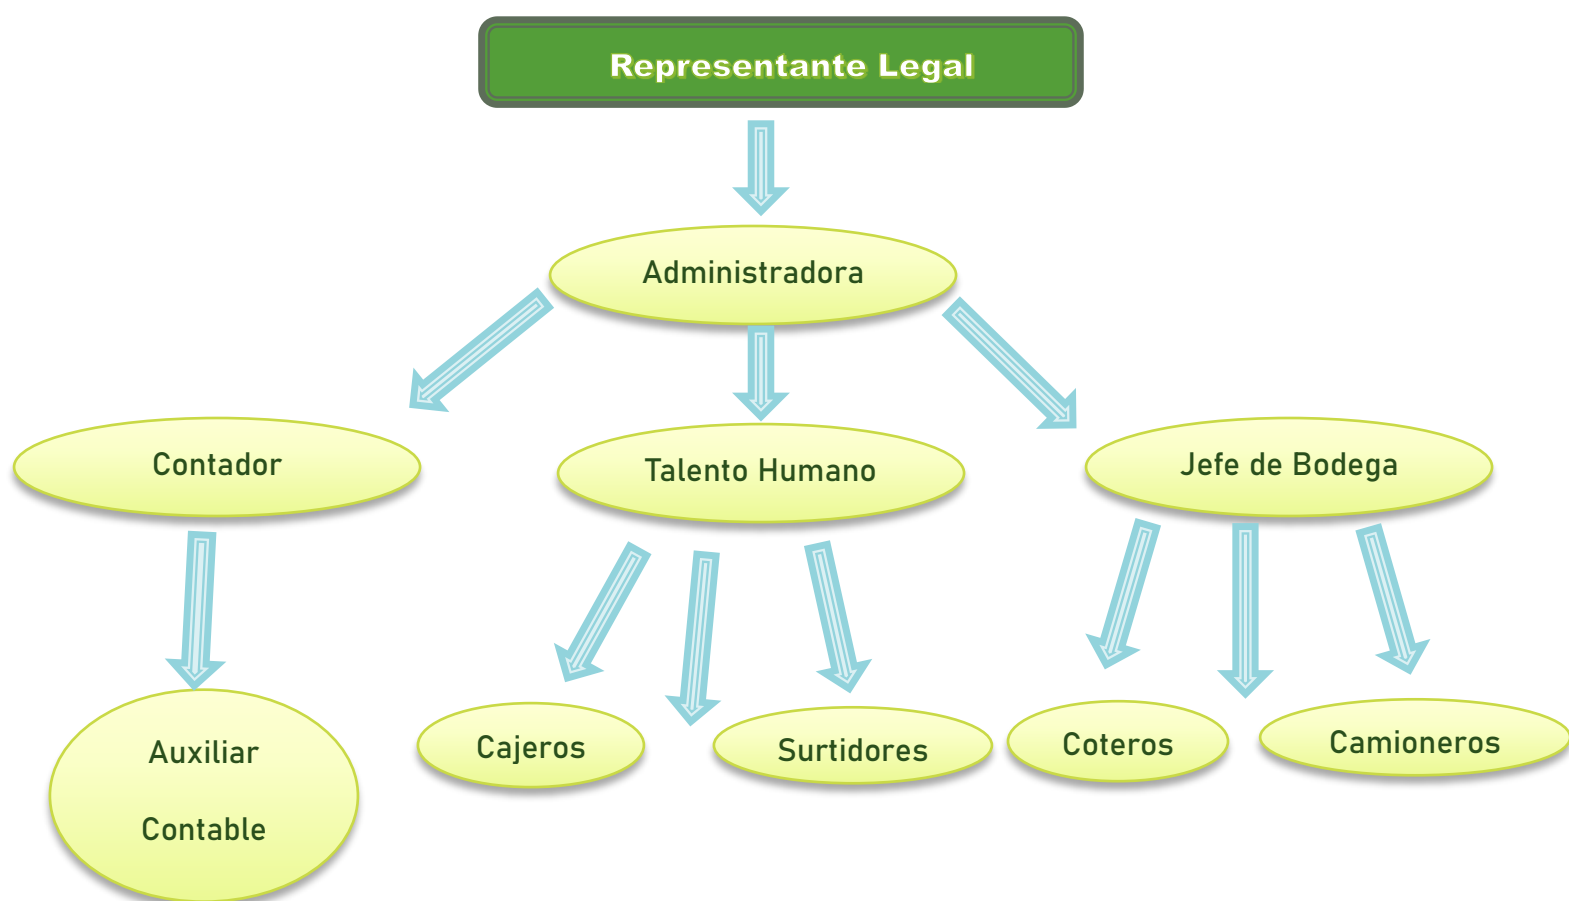 Representante Legal
Administradora
Contador
Talento Humano
Jefe de Bodega
Auxiliar
Contable
Cajeros
Surtidores
Coteros
Camioneros